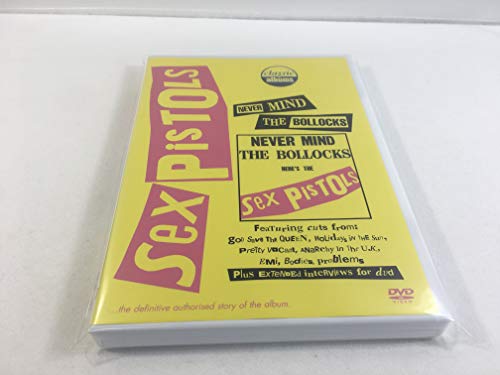 Sex PISTOLS
classic
albums
NEVER MIND
THE BOLLOCKS
NEVER MIND
THE BOLLOCKS
HERE'S THE
Sex PISTOLS
Featuring cuts from:
god Save The QUEEN, HOLidays in THE Sun,
Pretty Vacant, anarchy in The U.K,
EMi, Bodies, problems
Plus EXTENDED interviews for dvd
...the definitive authorised story of the album...
DVD
VIDEO